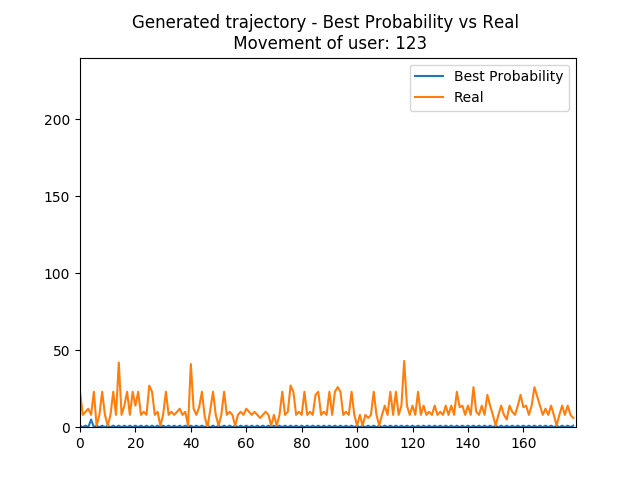 Generated trajectory - Best Probability vs Real
Movement of user: 123
Best Probability
Real
200
150
100
50
0
0 20 40 60 80 100 120 140 160